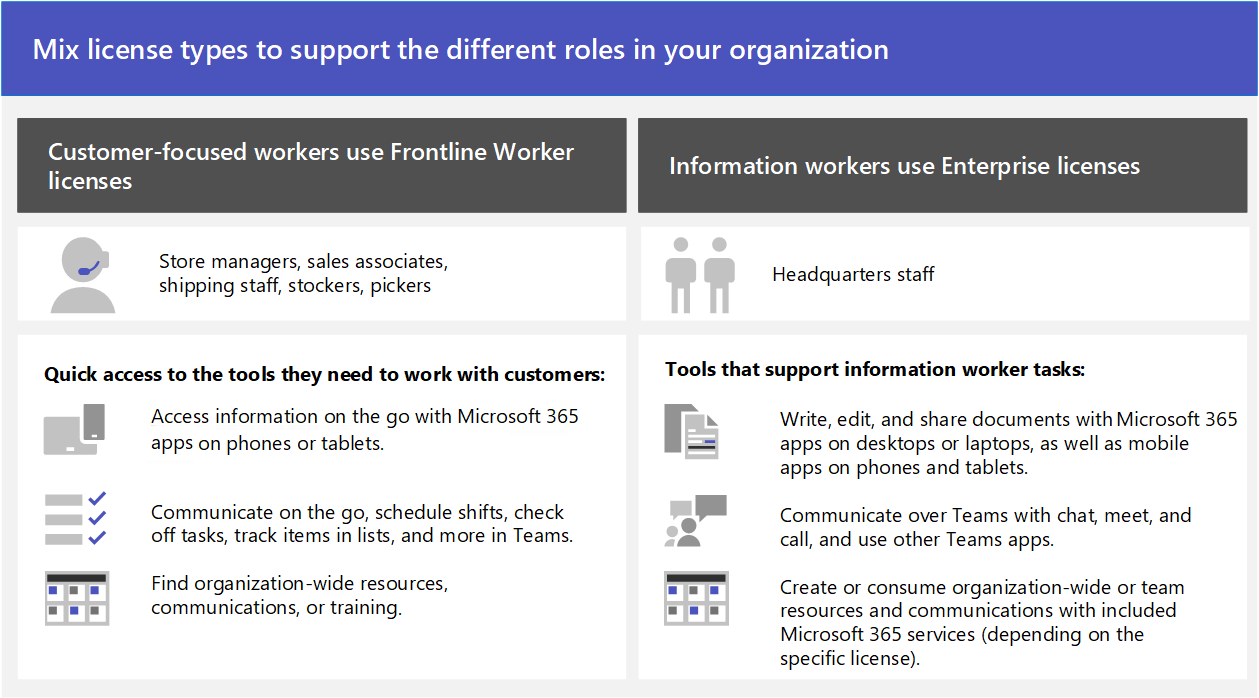 Mix license types to support the different roles in your organization
Customer-focused workers use Frontline Worker
licenses
Store managers, sales associates,
shipping staff, stockers, pickers
Quick access to the tools they need to work with customers:
Access information on the go with Microsoft 365
apps on phones or tablets.
Communicate on the go, schedule shifts, check
off tasks, track items in lists, and more in Teams.
Find organization-wide resources,
communications, or training.
Information workers use Enterprise licenses
Headquarters staff
Tools that support information worker tasks:
Write, edit, and share documents with Microsoft 365
apps on desktops or laptops, as well as mobile
apps on phones and tablets.
Communicate over Teams with chat, meet, and
call, and use other Teams apps.
Create or consume organization-wide or team
resources and communications with included
Microsoft 365 services (depending on the
specific license).